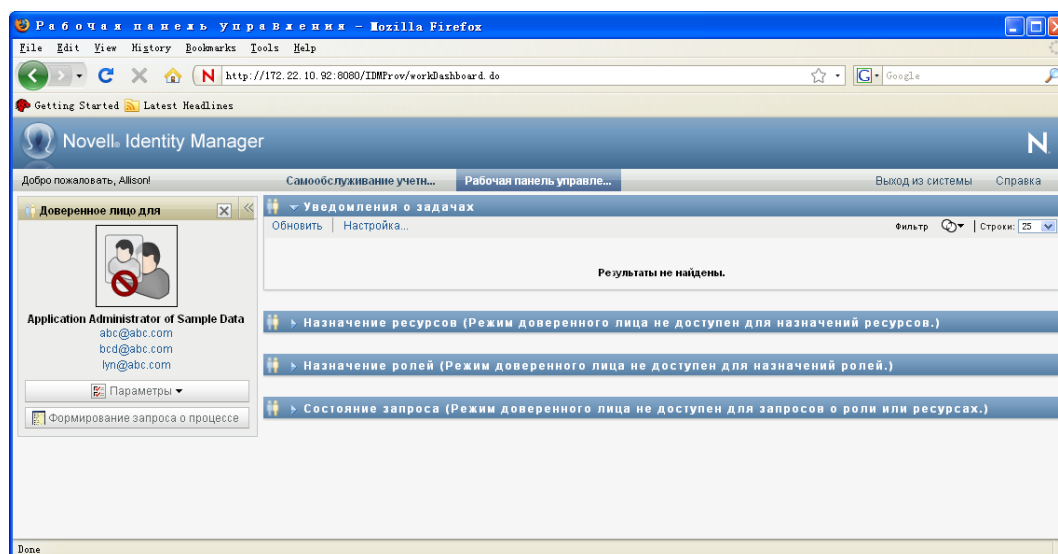 Рабочая панель управления - Mozilla Firefox
File Edit View History Bookmarks Tools Help
http://172.22.10.92:8080/IDMProv/workDashboard.do
Google
Getting Started Latest Headlines
Novell® Identity Manager
N
Добро пожаловать, Allison!
Самообслуживание учетн...
Рабочая панель управле...
Выход из системы
Справка
Доверенное лицо для
Уведомления о задачах
Обновить
Настройка...
Фильтр
Строки: 25
Результаты не найдены.
Application Administrator of Sample Data
abc@abc.com
bcd@abc.com
lyn@abc.com
Параметры
Формирование запроса о процессе
Назначение ресурсов (Режим доверенного лица не доступен для назначений ресурсов.)
Назначение ролей (Режим доверенного лица не доступен для назначений ролей.)
Состояние запроса (Режим доверенного лица не доступен для запросов о роли или ресурсах.)
Done